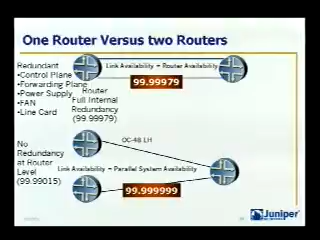 One Router Versus two Routers
Redundant
•Control Plane
•Forwarding Plane
•Power Supply
•FAN
•Line Card
Link Availability = Router Availability
99.99979
Router
Full Internal
Redundancy
(99.99979)
No
Redundancy
at Router
Level
(99.99015)
OC-48 LH
Link Availability = Parallel System Availability
99.999999
Juniper